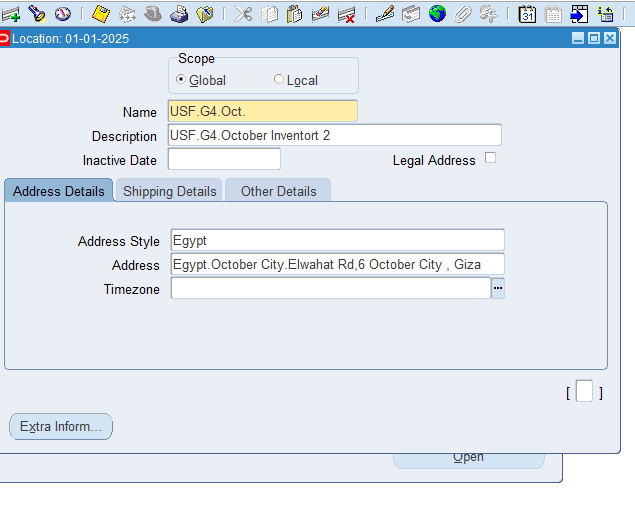 31
Location: 01-01-2025
Scope
Global
Local
Name USF.G4.Oct.
Description USF.G4.October Inventort 2
Inactive Date
Legal Address
Address Details Shipping Details Other Details
Address Style Egypt
Address Egypt.October City.Elwahat Rd,6 October City , Giza
Timezone ...
[ ]
Extra Inform...
Open